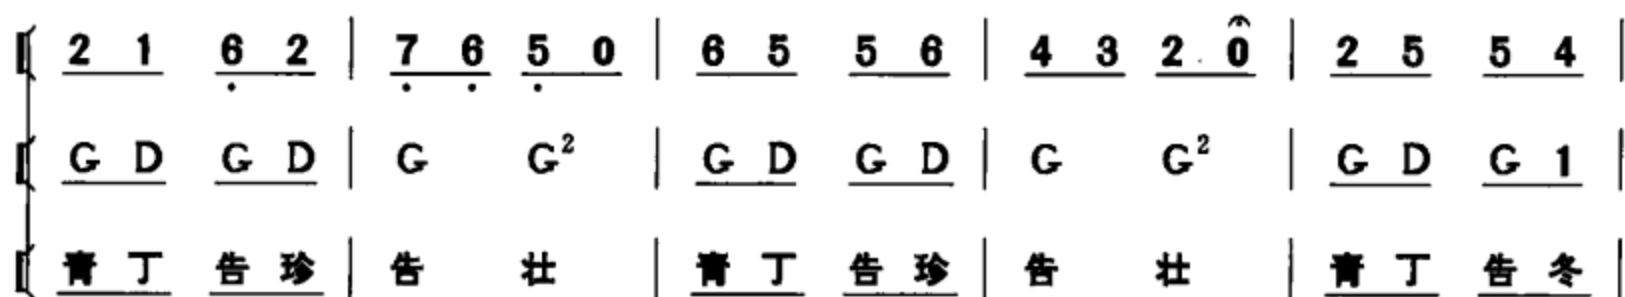 2 1 6 2 | 7 6 5 0 | 6 5 5 6 | 4 3 2 0 | 2 5 5 4 |
G D G D | G G² | G D G D | G G² | G D G 1 |
青 丁 告 珍 | 告 壮 | 青 丁 告 珍 | 告 壮 | 青 丁 告 冬 |